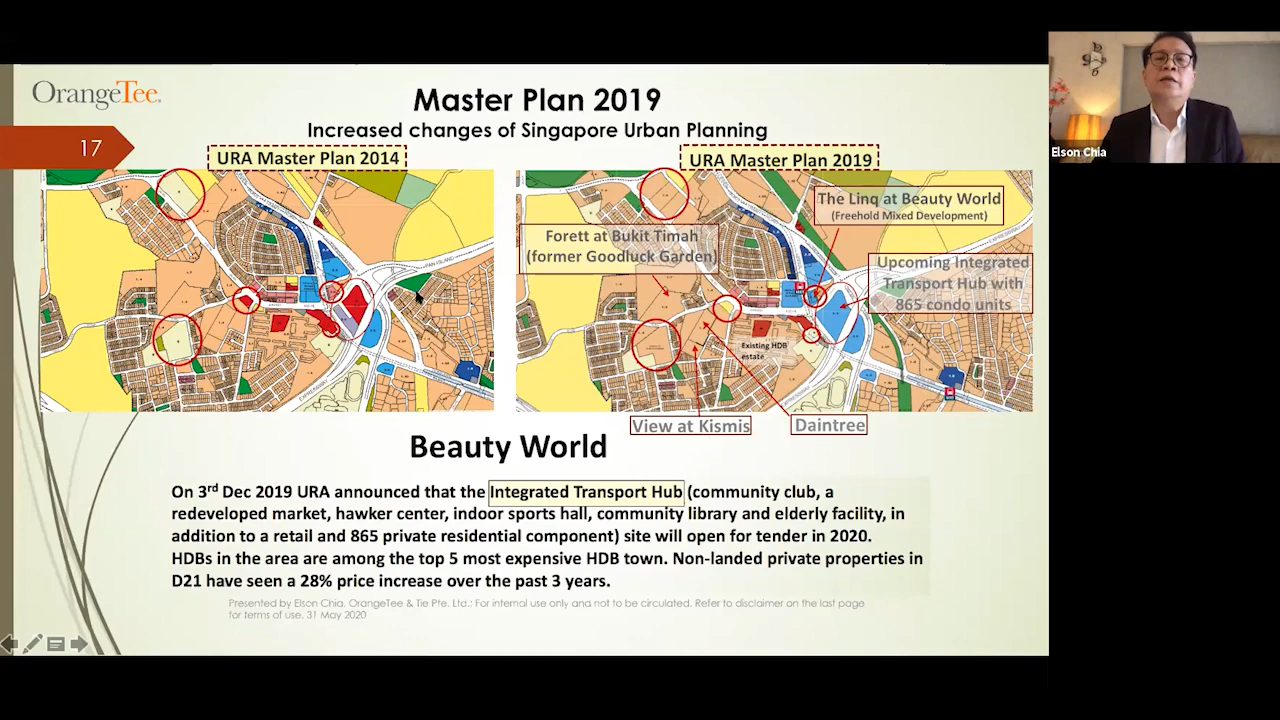 OrangeTee
Master Plan 2019
Increased changes of Singapore Urban Planning
17
URA Master Plan 2014
URA Master Plan 2019
The Linq at Beauty World
(Freehold Mixed Development)
Forett at Bukit Timah
(former Goodluck Garden)
Upcoming Integrated
Transport Hub with
865 condo units
PAN ISLAND
EXPRESSWAY
Existing HDB
estate
View at Kismis
Daintree
Beauty World
On 3rd Dec 2019 URA announced that the Integrated Transport Hub (community club, a
redeveloped market, hawker center, indoor sports hall, community library and elderly facility, in
addition to a retail and 865 private residential component) site will open for tender in 2020.
HDBs in the area are among the top 5 most expensive HDB town. Non-landed private properties in
D21 have seen a 28% price increase over the past 3 years.
Presented by Elson Chia, OrangeTee & Tie Pte. Ltd.; For internal use only and not to be circulated. Refer to disclaimer on the last page
for terms of use. 31 May 2020
Elson Chia